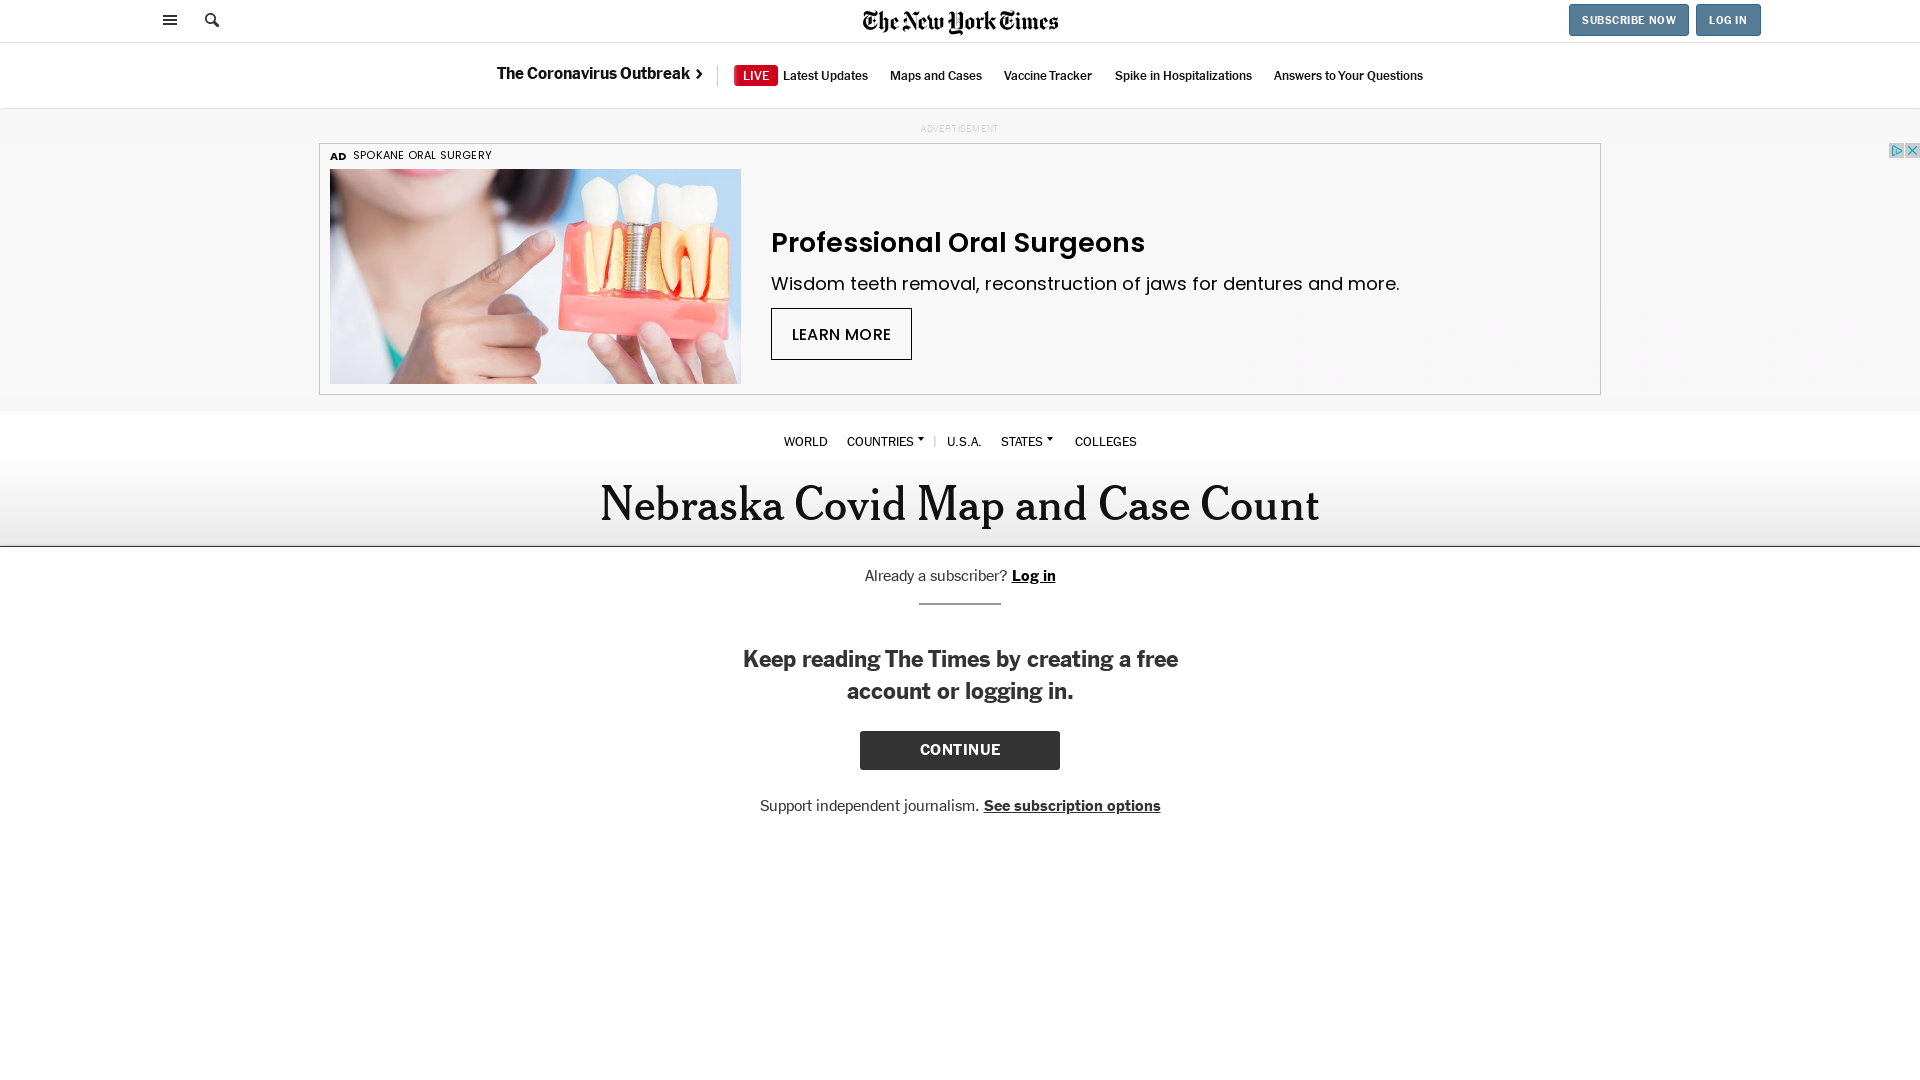 The New York Times
SUBSCRIBE NOW
LOG IN
The Coronavirus Outbreak
LIVE Latest Updates
Maps and Cases
Vaccine Tracker
Spike in Hospitalizations
Answers to Your Questions
ADVERTISEMENT
AD SPOKANE ORAL SURGERY
Professional Oral Surgeons
Wisdom teeth removal, reconstruction of jaws for dentures and more.
LEARN MORE
WORLD COUNTRIES | U.S.A. STATES COLLEGES
Nebraska Covid Map and Case Count
Already a subscriber? Log in
Keep reading The Times by creating a free
account or logging in.
CONTINUE
Support independent journalism. See subscription options